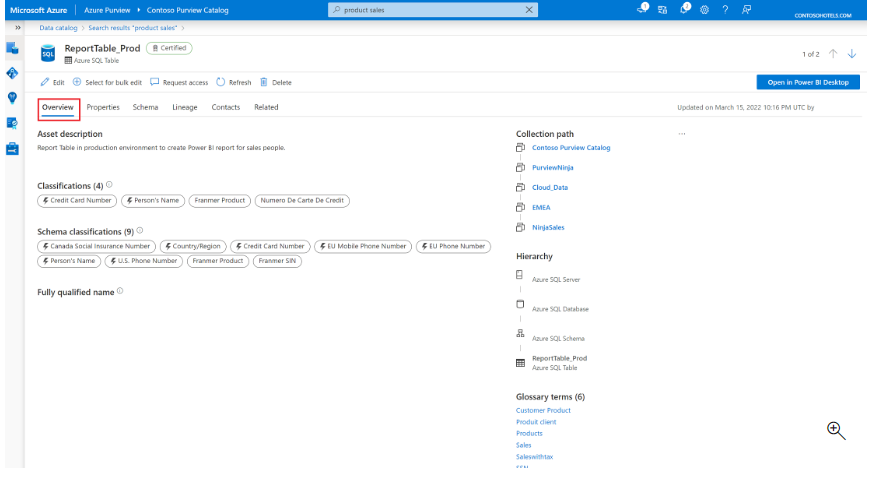 Microsoft Azure | Azure Purview ▸ Contoso Purview Catalog
product sales
CONTOSOHOTELS.COM
Data catalog > Search results "product sales" >
ReportTable_Prod Certified
Azure SQL Table
1 of 2
Edit Select for bulk edit Request access Refresh Delete
Open in Power BI Desktop
Overview Properties Schema Lineage Contacts Related
Updated on March 15, 2022 10:16 PM UTC by
Asset description
Report Table in production environment to create Power BI report for sales people.
Classifications (4)
Credit Card Number Person's Name Franmer Product Numero De Carte De Credit
Schema classifications (9)
Canada Social Insurance Number Country/Region Credit Card Number EU Mobile Phone Number EU Phone Number
Person's Name U.S. Phone Number Franmer Product Franmer SIN
Fully qualified name
Collection path
Contoso Purview Catalog
PurviewNinja
Cloud_Data
EMEA
NinjaSales
Hierarchy
Azure SQL Server
Azure SQL Database
Azure SQL Schema
ReportTable_Prod
Azure SQL Table
Glossary terms (6)
Customer Product
Produit client
Products
Sales
Saleswithtax